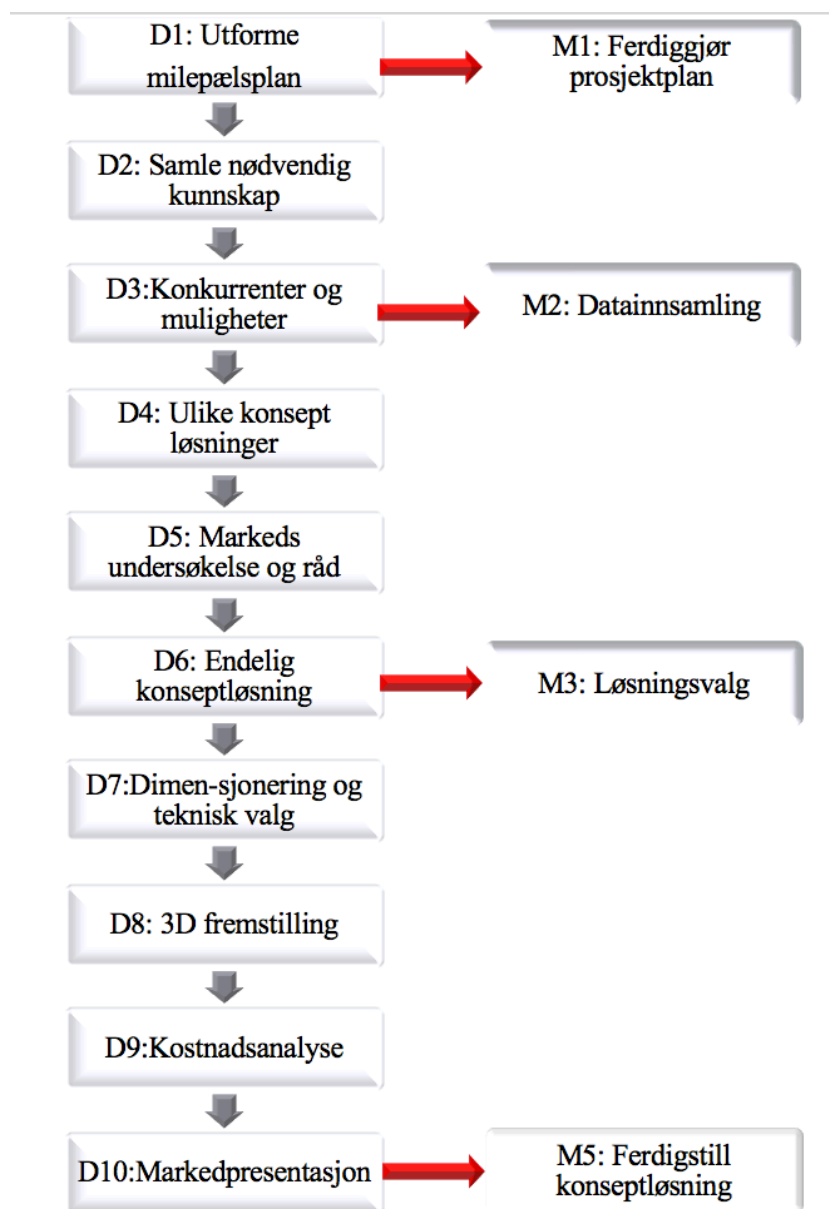 D1: Utforme
milepælsplan
M1: Ferdiggjør
prosjektplan
D2: Samle nødvendig
kunnskap
D3:Konkurrenter og
muligheter
M2: Datainnsamling
D4: Ulike konsept
løsninger
D5: Markeds
undersøkelse og råd
D6: Endelig
konseptløsning
M3: Løsningsvalg
D7:Dimen-sjonering og
teknisk valg
D8: 3D fremstilling
D9:Kostnadsanalyse
D10:Markedpresentasjon
M5: Ferdigstill
konseptløsning